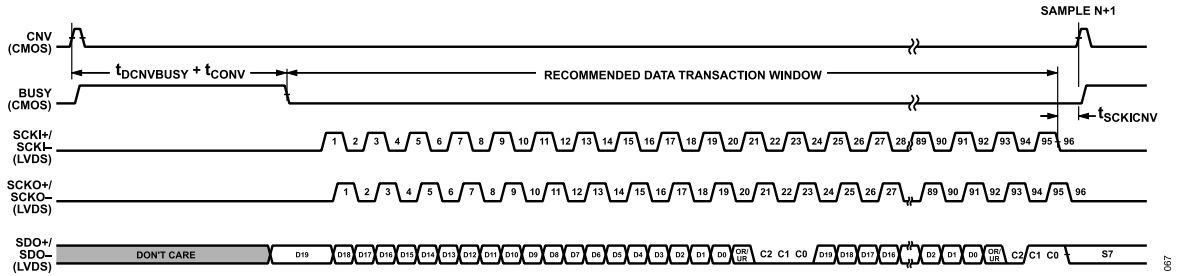 SAMPLE N+1
CNV
(CMOS)
tDCNVBUSY + tCONV
RECOMMENDED DATA TRANSACTION WINDOW
BUSY
(CMOS)
tSCKICNV
SCKI+/
SCKI–
(LVDS)
1 2 3 4 5 6 7 8 9 10 11 12 13 14 15 16 17 18 19 20 21 22 23 24 25 26 27 28 89 90 91 92 93 94 95 96
SCKO+/
SCKO–
(LVDS)
1 2 3 4 5 6 7 8 9 10 11 12 13 14 15 16 17 18 19 20 21 22 23 24 25 26 27 89 90 91 92 93 94 95 96
SDO+/
SDO–
(LVDS)
DON'T CARE D19 D18 D17 D16 D15 D14 D13 D12 D11 D10 D9 D8 D7 D6 D5 D4 D3 D2 D1 D0 OR/UR C2 C1 C0 D19 D18 D17 D16 D2 D1 D0 OR/UR C2 C1 C0 S7
067